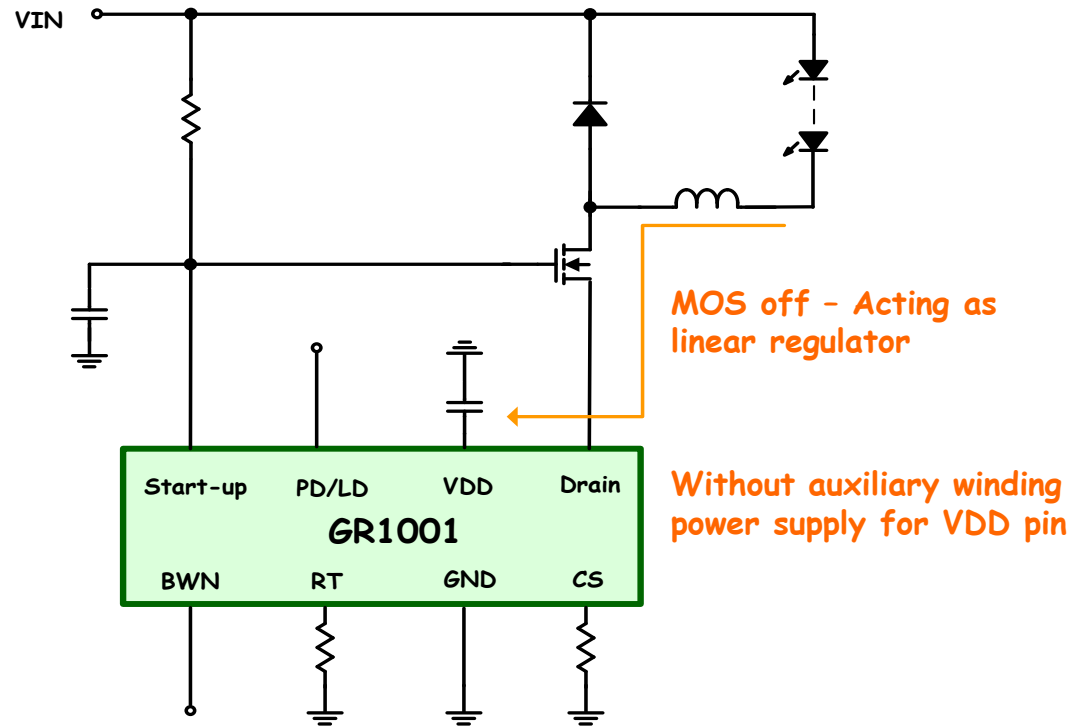 VIN
MOS off – Acting as
linear regulator
Start-up PD/LD VDD Drain
GR1001
BWN RT GND CS
Without auxiliary winding
power supply for VDD pin